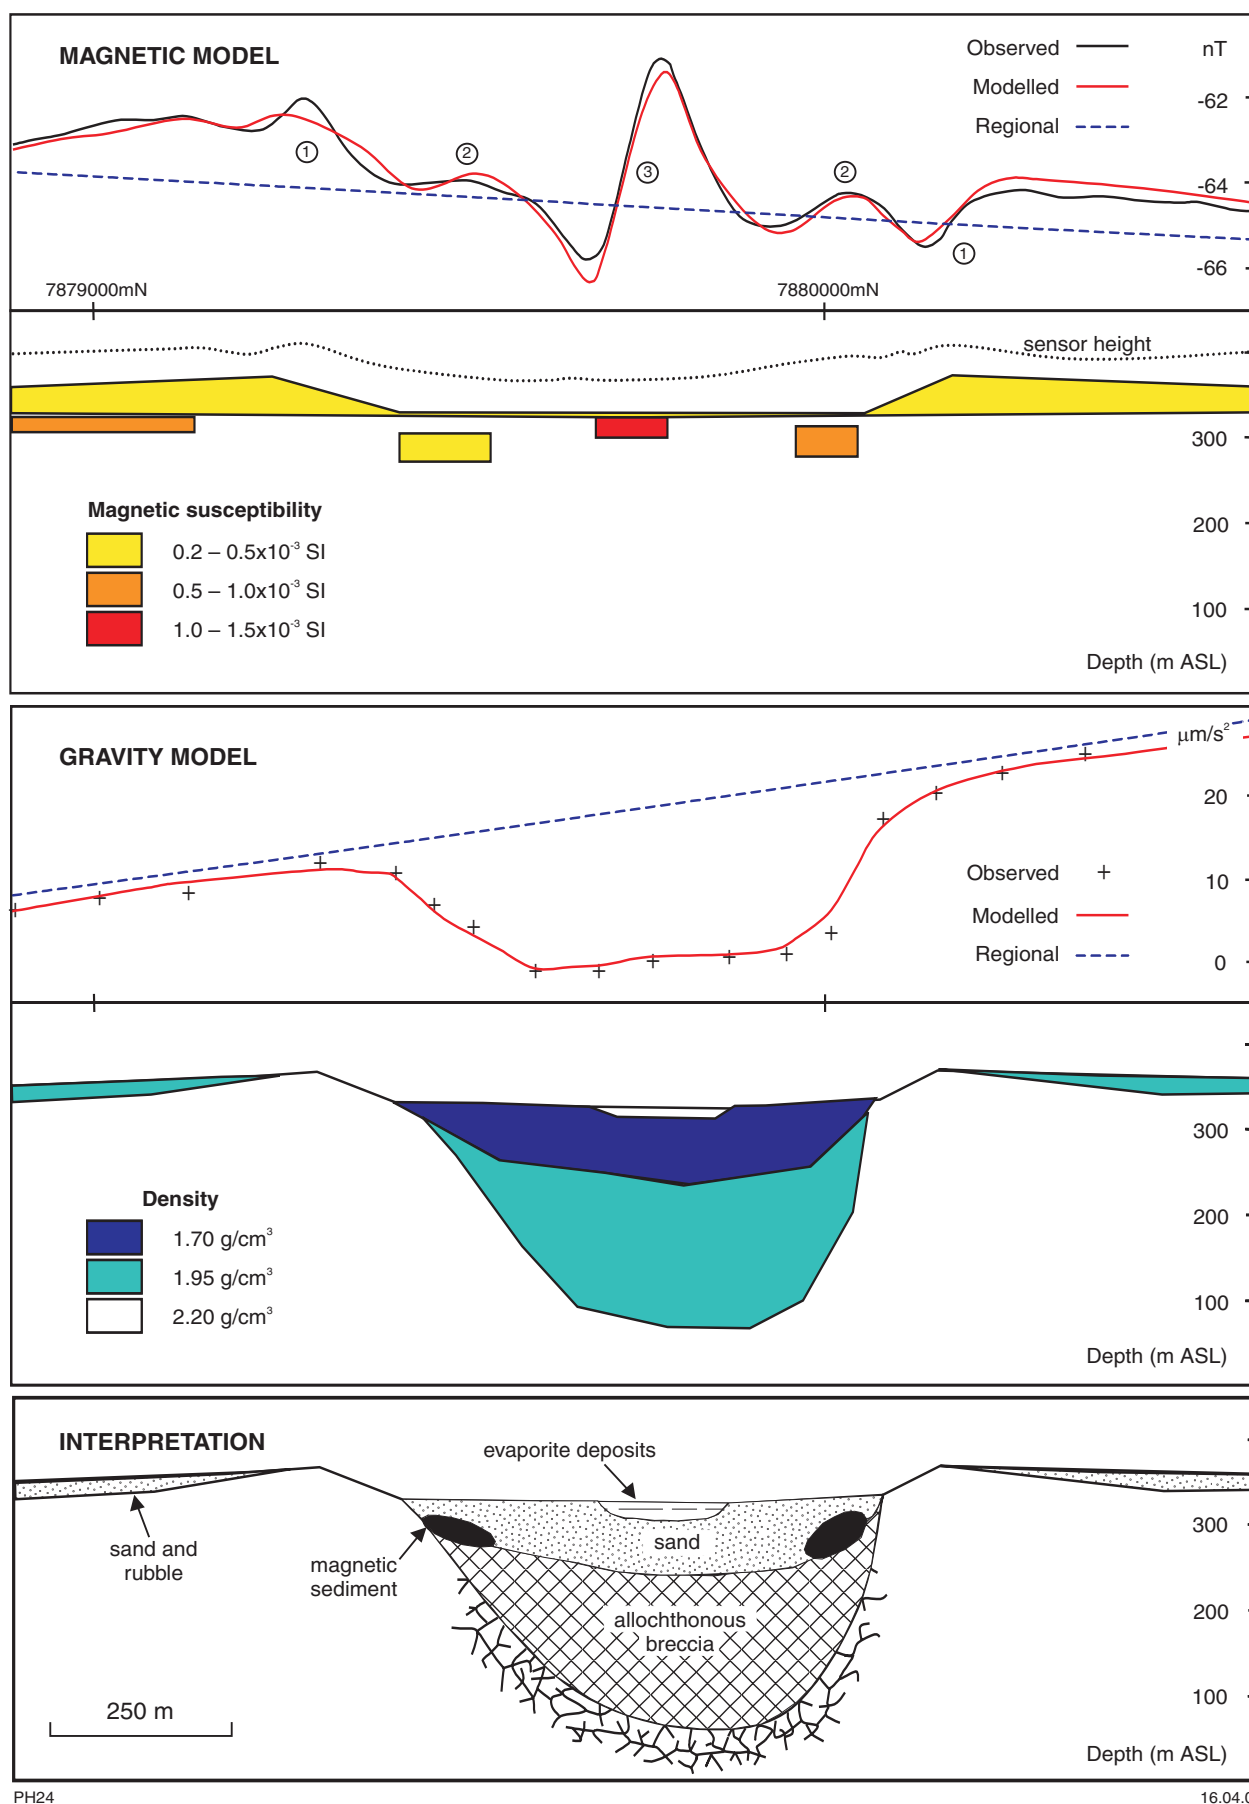 MAGNETIC MODEL
Observed
nT
Modelled
-62
Regional
1
2
3
2
-64
1
-66
7879000mN
7880000mN
sensor height
300
Magnetic susceptibility
0.2 – 0.5x10⁻³ SI
200
0.5 – 1.0x10⁻³ SI
1.0 – 1.5x10⁻³ SI
100
Depth (m ASL)
GRAVITY MODEL
μm/s²
20
Observed +
10
Modelled
Regional
0
300
Density
1.70 g/cm³
200
1.95 g/cm³
2.20 g/cm³
100
Depth (m ASL)
INTERPRETATION
evaporite deposits
300
sand and
rubble
magnetic
sediment
sand
allochthonous
breccia
200
250 m
100
Depth (m ASL)
PH24
16.04.0